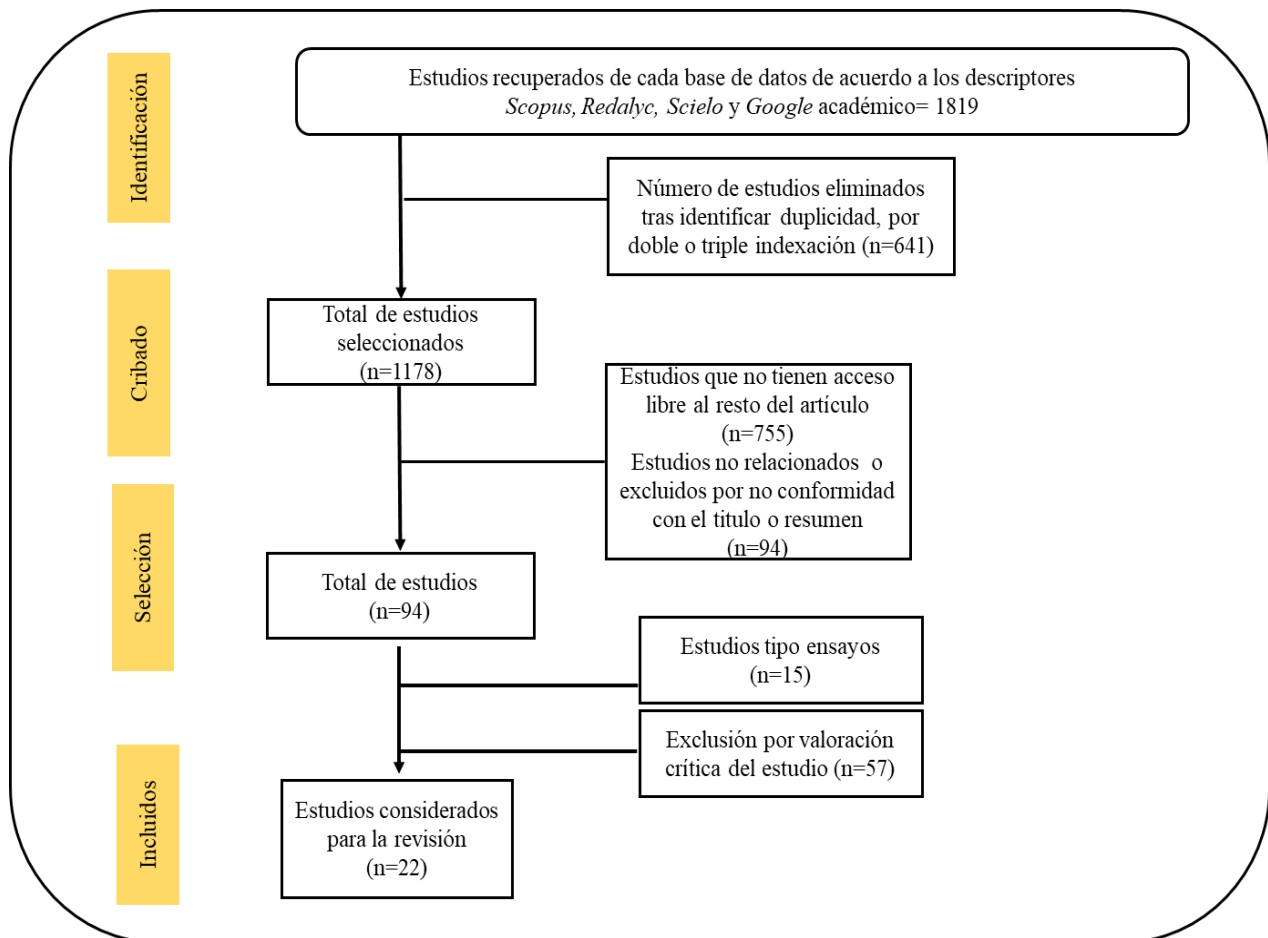 Identificación
Estudios recuperados de cada base de datos de acuerdo a los descriptores
Scopus, Redalyc, Scielo y Google académico= 1819
Número de estudios eliminados
tras identificar duplicidad, por
doble o triple indexación (n=641)
Cribado
Total de estudios
seleccionados
(n=1178)
Estudios que no tienen acceso
libre al resto del artículo
(n=755)
Estudios no relacionados o
excluidos por no conformidad
con el titulo o resumen
(n=94)
Selección
Total de estudios
(n=94)
Estudios tipo ensayos
(n=15)
Exclusión por valoración
crítica del estudio (n=57)
Incluidos
Estudios considerados
para la revisión
(n=22)